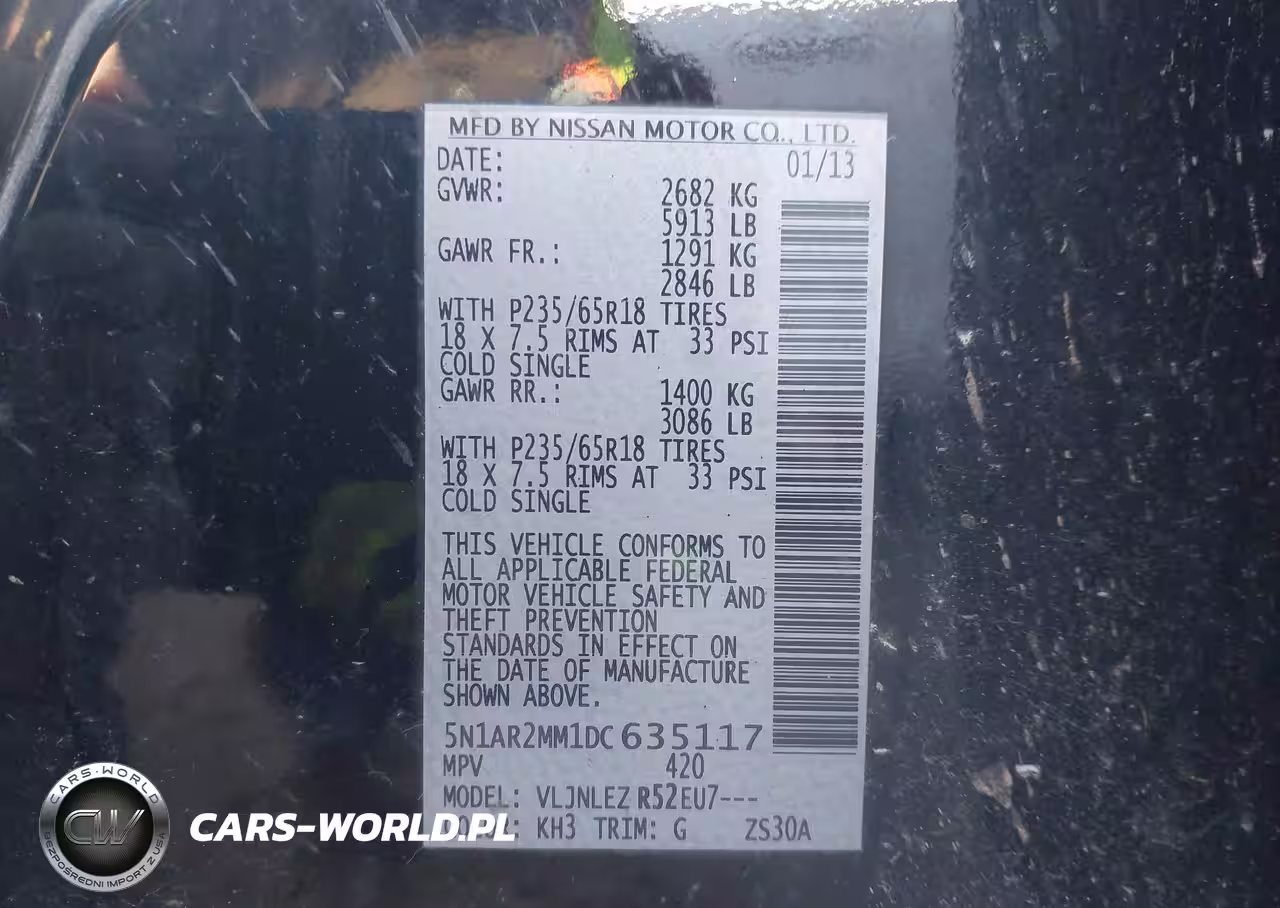 MFD BY NISSAN MOTOR CO., LTD.
DATE: 01/13
GVWR: 2682 KG
5913 LB
GAWR FR.: 1291 KG
2846 LB
WITH P235/65R18 TIRES
18 X 7.5 RIMS AT 33 PSI
COLD SINGLE
GAWR RR.: 1400 KG
3086 LB
WITH P235/65R18 TIRES
18 X 7.5 RIMS AT 33 PSI
COLD SINGLE
THIS VEHICLE CONFORMS TO
ALL APPLICABLE FEDERAL
MOTOR VEHICLE SAFETY AND
THEFT PREVENTION
STANDARDS IN EFFECT ON
THE DATE OF MANUFACTURE
SHOWN ABOVE.
5N1AR2MM1DC635117
MPV 420
MODEL: VLJNLEZ R52EU7---
: KH3 TRIM: G ZS30A
CARS-WORLD
CW
BEZPOŚREDNI IMPORT Z USA
CARS-WORLD.PL